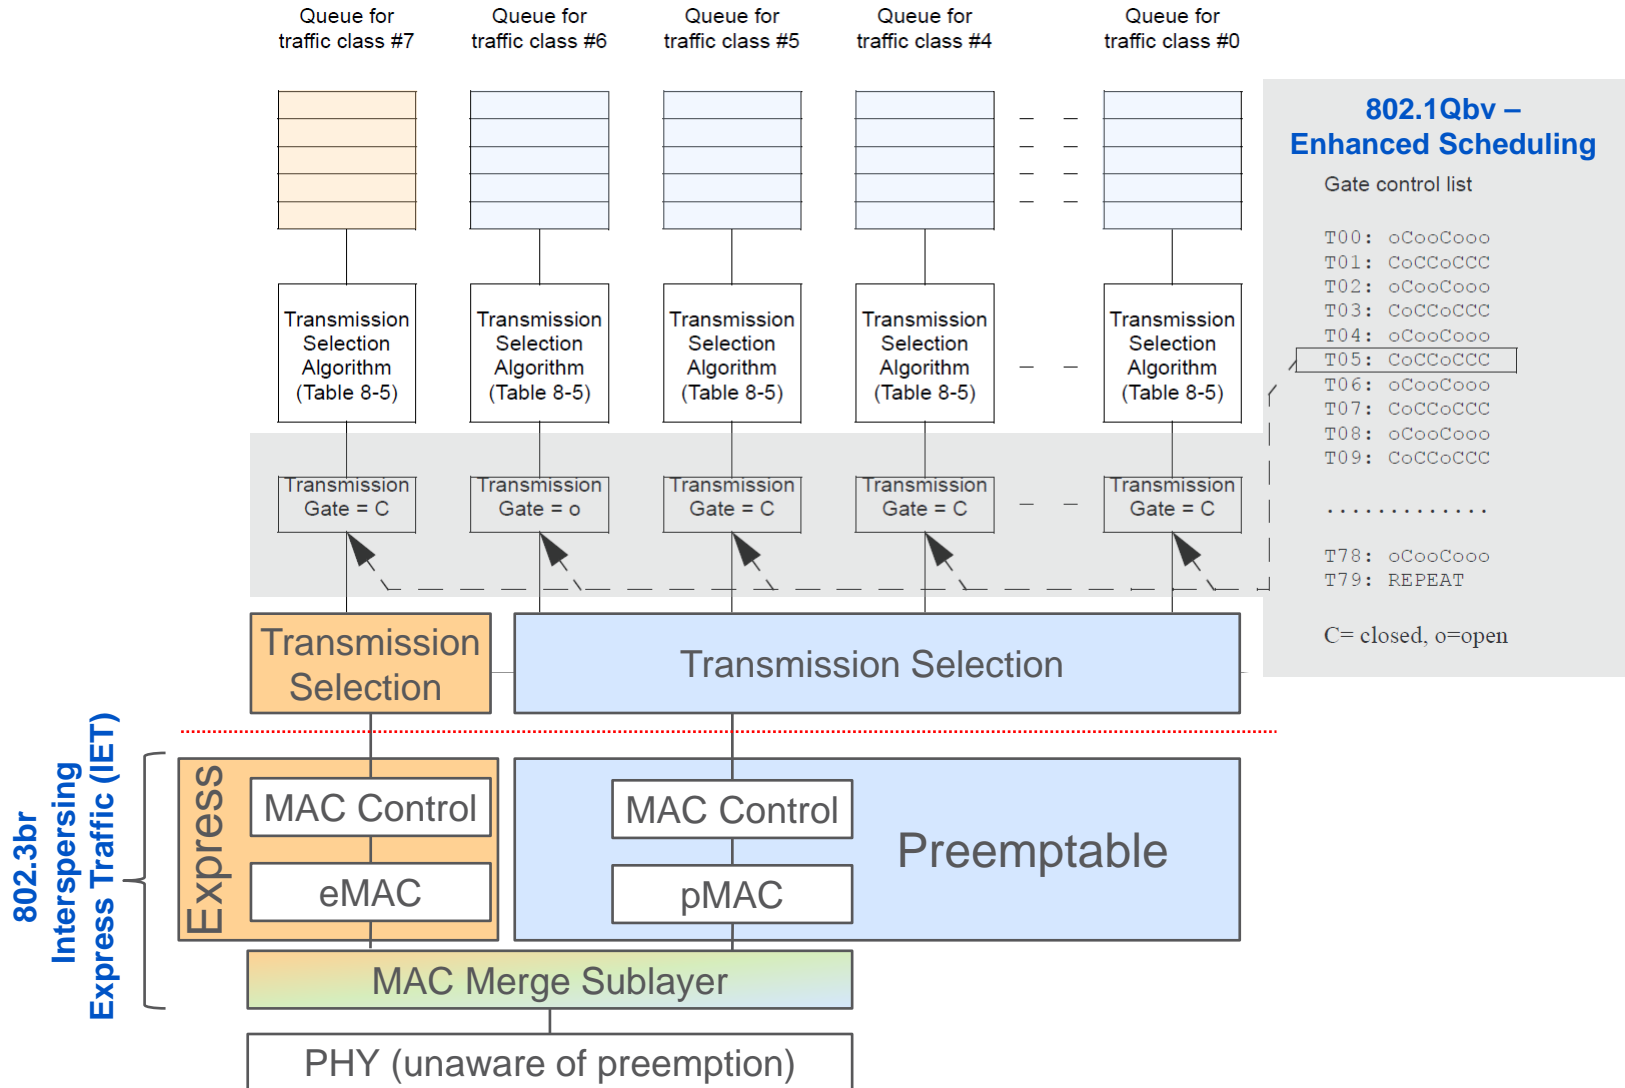 Queue for
traffic class #7
Queue for
traffic class #6
Queue for
traffic class #5
Queue for
traffic class #4
Queue for
traffic class #0
802.1Qbv –
Enhanced Scheduling
Gate control list
T00: oCooCooo
T01: CoCCoCCC
T02: oCooCooo
T03: CoCCoCCC
T04: oCooCooo
T05: CoCCoCCC
T06: oCooCooo
T07: CoCCoCCC
T08: oCooCooo
T09: CoCCoCCC
.............
T78: oCooCooo
T79: REPEAT
C= closed, o=open
Transmission
Selection
Algorithm
(Table 8-5)
Transmission
Selection
Algorithm
(Table 8-5)
Transmission
Selection
Algorithm
(Table 8-5)
Transmission
Selection
Algorithm
(Table 8-5)
Transmission
Selection
Algorithm
(Table 8-5)
Transmission
Gate = C
Transmission
Gate = o
Transmission
Gate = C
Transmission
Gate = C
Transmission
Gate = C
Transmission
Selection
Transmission Selection
802.3br
Interspersing
Express Traffic (IET)
Express
MAC Control
eMAC
MAC Control
pMAC
Preemptable
MAC Merge Sublayer
PHY (unaware of preemption)